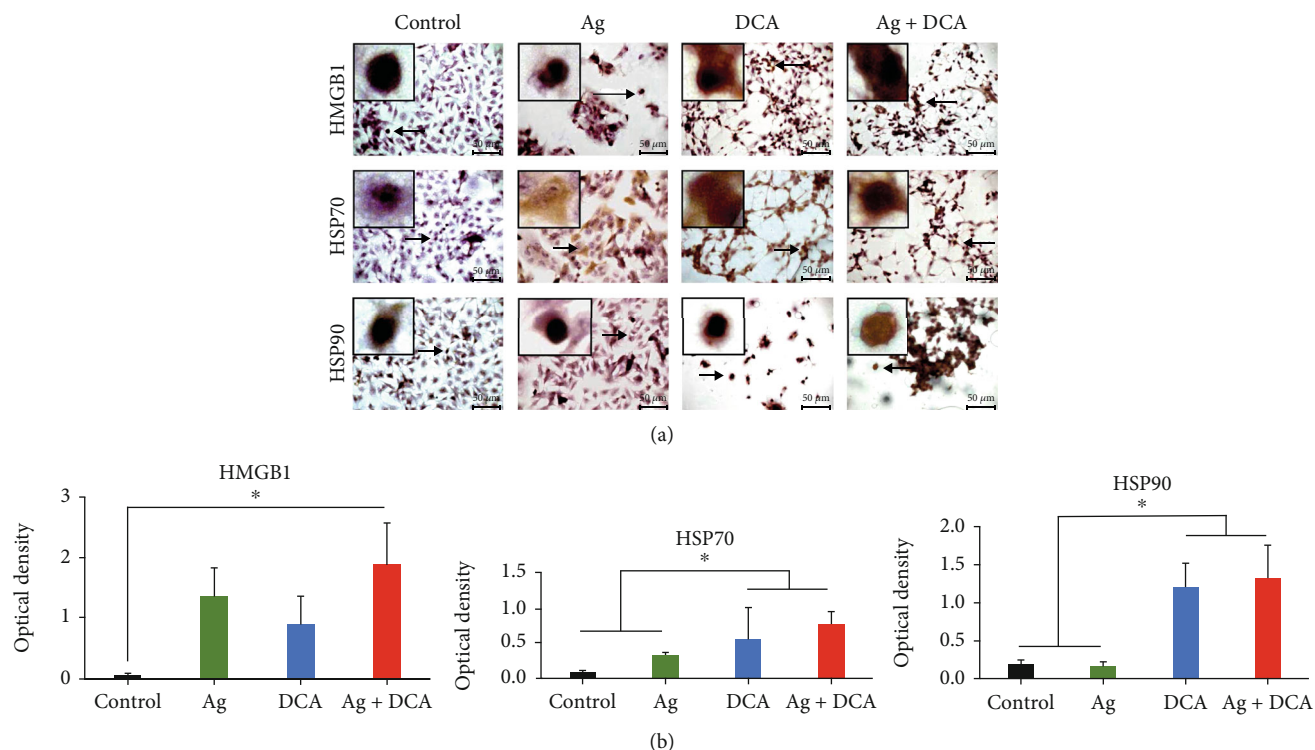 Control Ag DCA Ag + DCA
HMGB1
50 μm 50 μm 50 μm 50 μm
HSP70
50 μm 50 μm 50 μm 50 μm
HSP90
50 μm 50 μm 50 μm 50 μm
(a)
HMGB1
*
3
2
1
0
Optical density
Control Ag DCA Ag + DCA
HSP70
*
1.5
1.0
0.5
0.0
Optical density
Control Ag DCA Ag + DCA
HSP90
*
2.0
1.5
1.0
0.5
0.0
Optical density
Control Ag DCA Ag + DCA
(b)